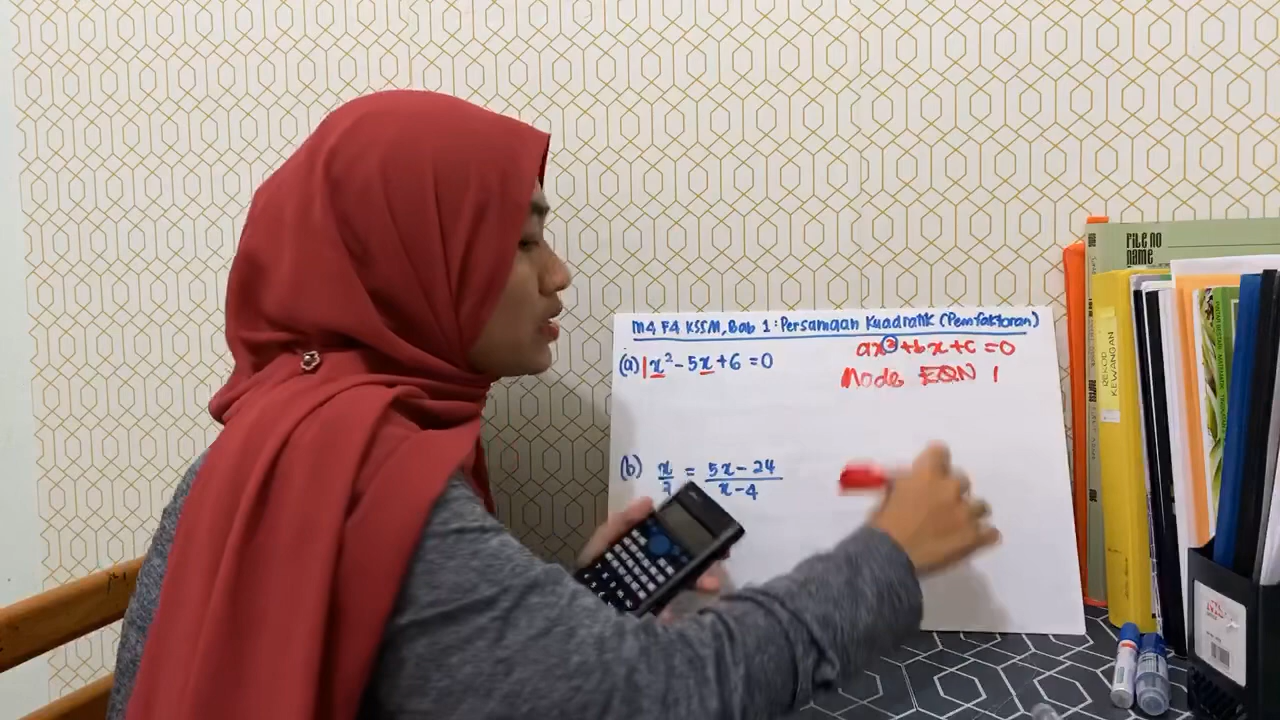 M4 F4 KSSM, Bab 1 : Persamaan Kuadratik (Pemfaktoran)
(a) 1x² - 5x + 6 = 0
ax² + bx + c = 0
Mode EQN 1
(b) x = 5x - 24
x - 4
FILE NO
NAME
REKOD KEWANGAN